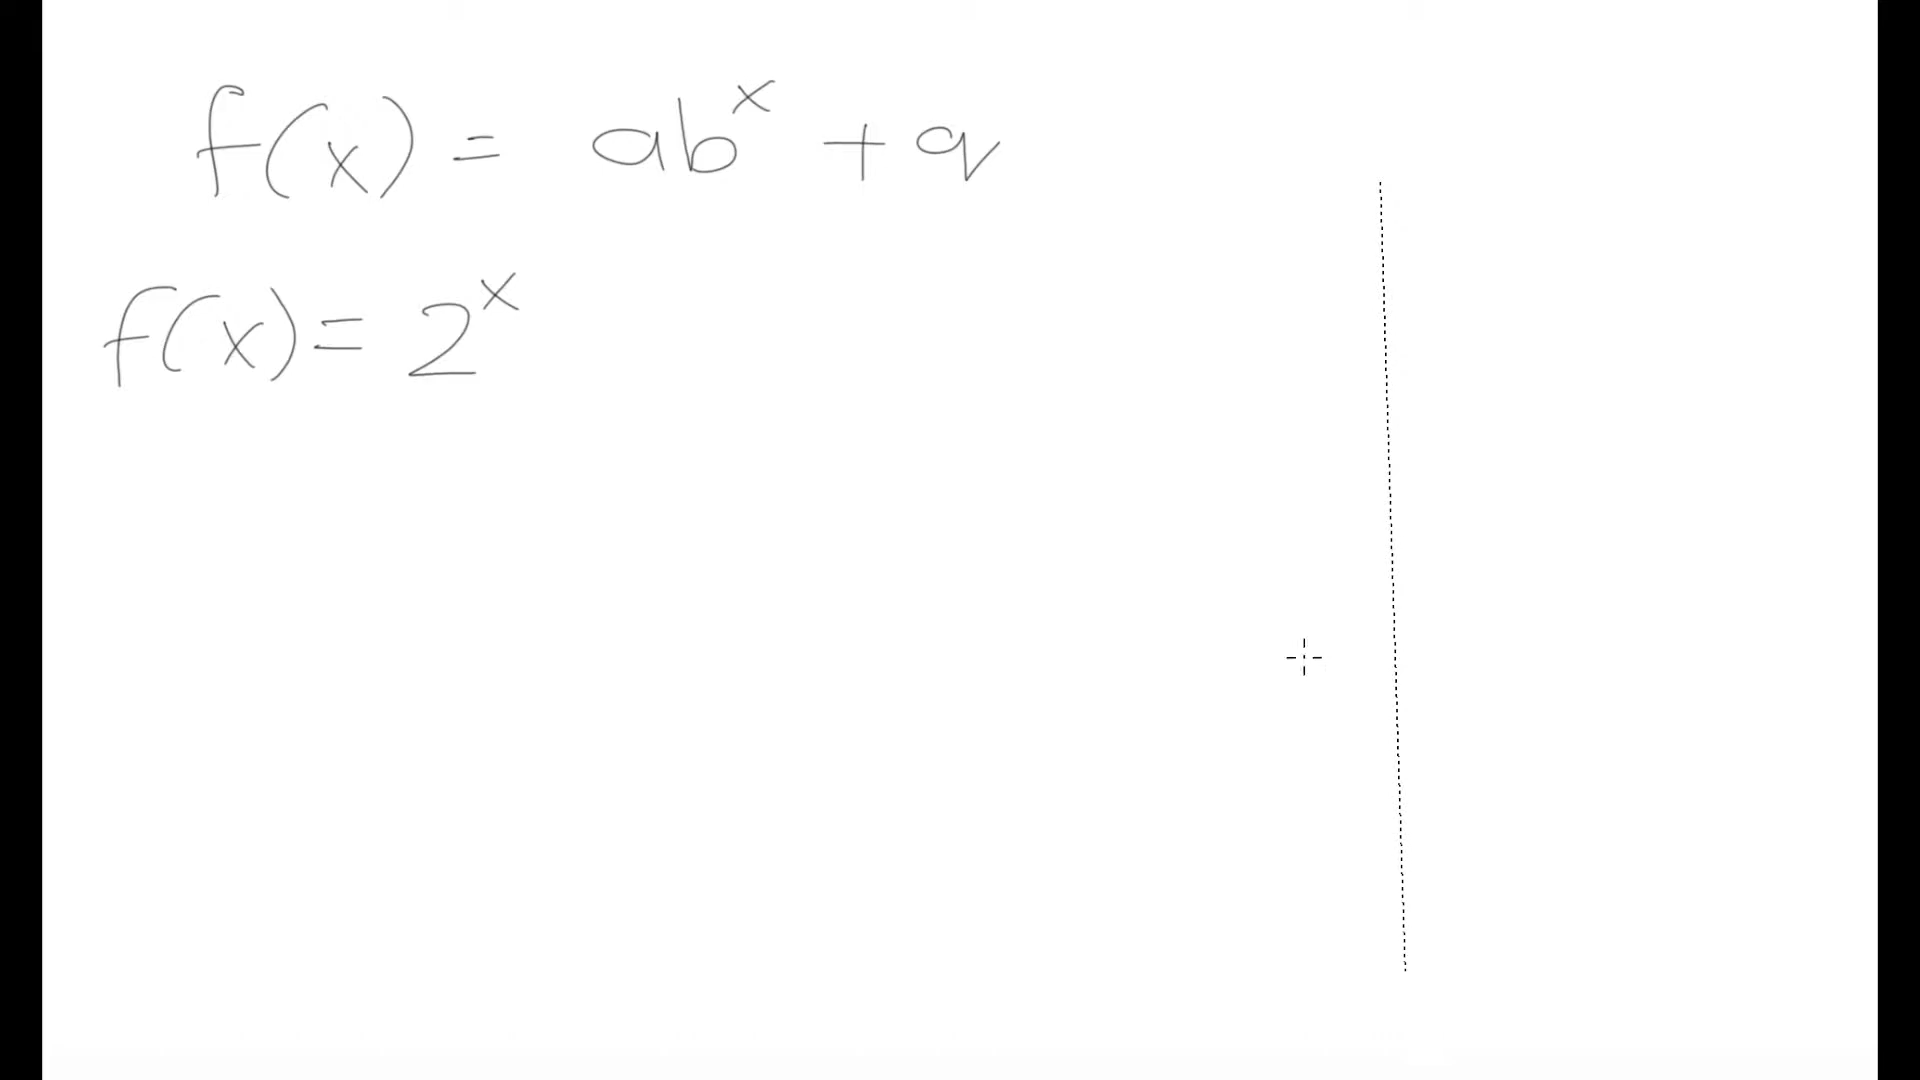 f(x) = ab^x + q
f(x) = 2^x